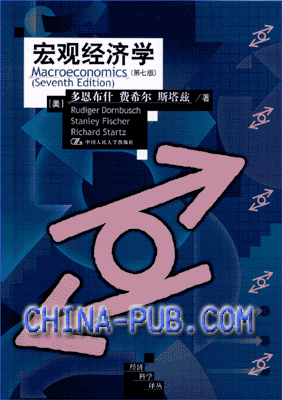 宏观经济学
Macroeconomics (第七版)
(Seventh Edition)
[美] 多恩布什 费希尔 斯塔兹 / 著
Rudiger Dornbusch
Stanley Fischer
Richard Startz
中国人民大学出版社
CHINA-PUB.COM
经济
科学
译丛